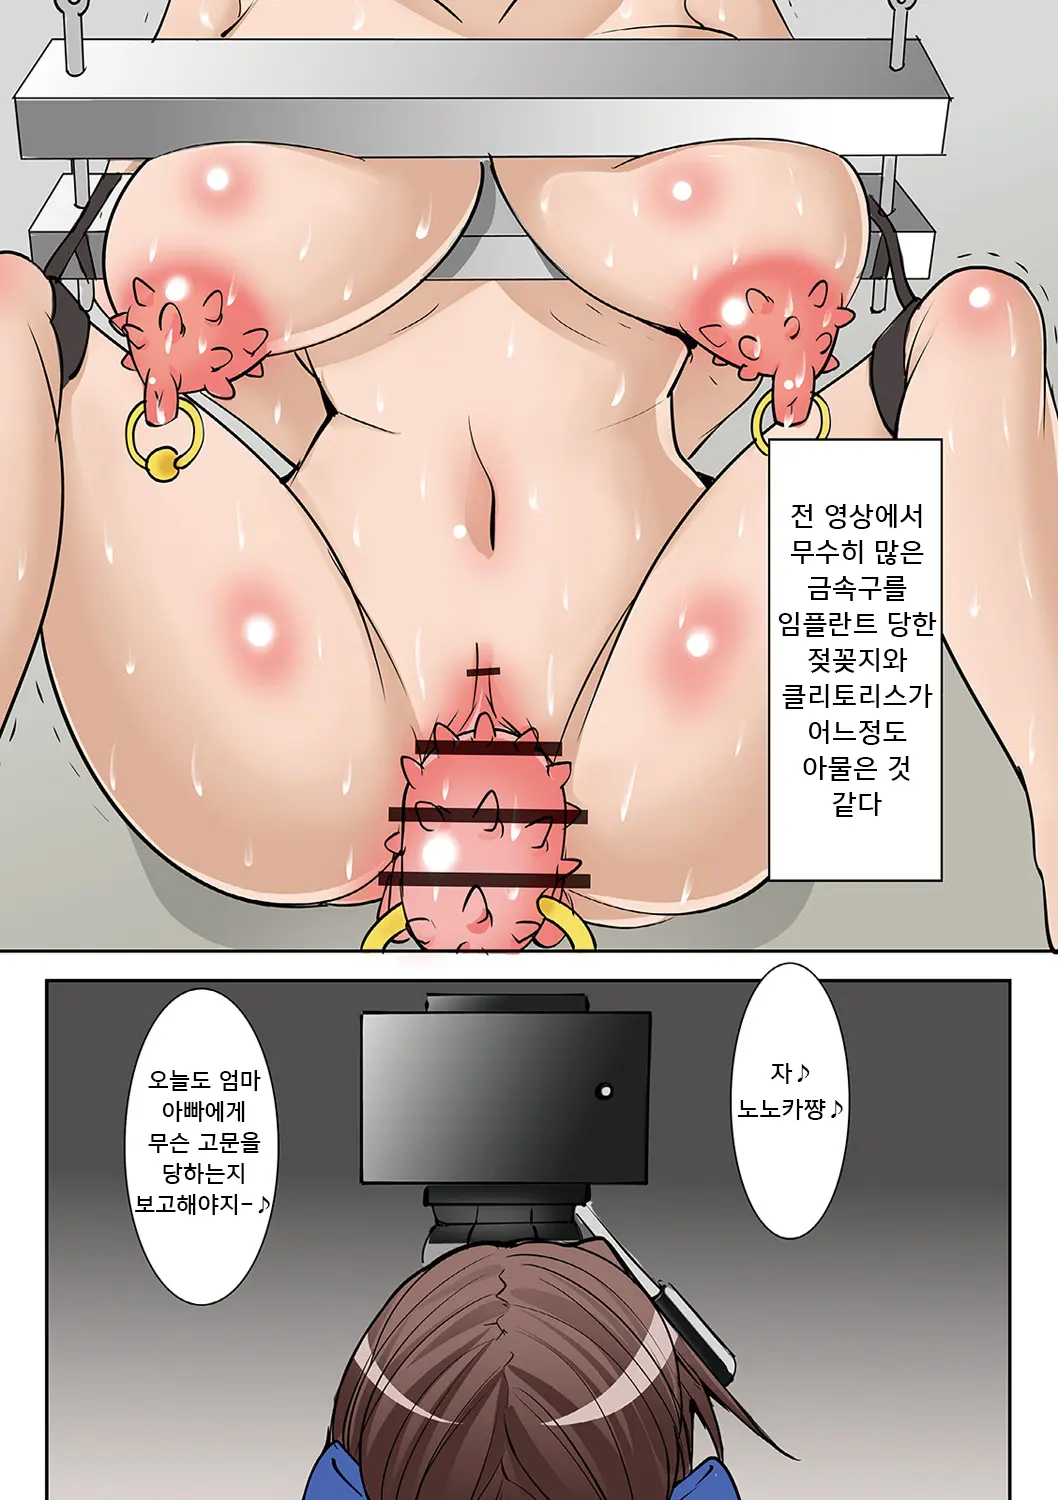 전 영상에서
무수히 많은
금속구를
임플란트 당한
젖꽂지와
클리토리스가
어느정도
아물은 것
같다
자♪
노노카쨩♪
오늘도 엄마
아빠에게
무슨 고문을
당하는지
보고해야지-♪